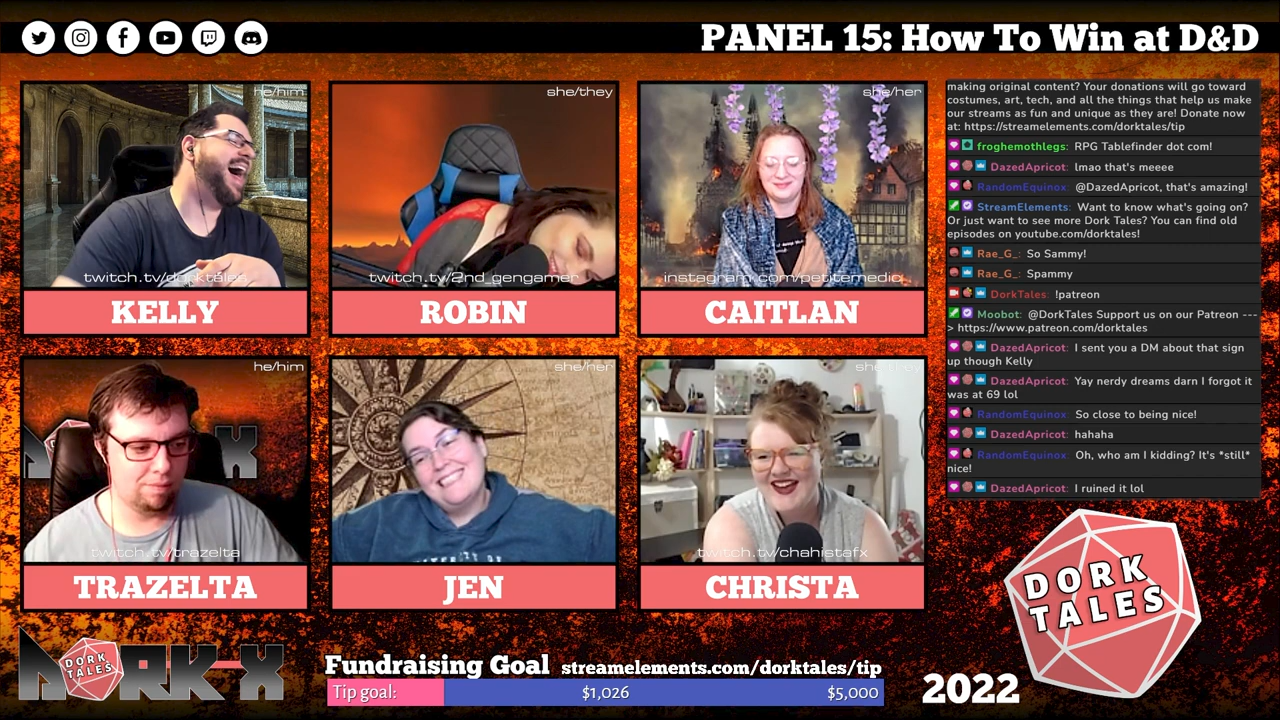 PANEL 15: How To Win at D&D
he/him
twitch.tv/dorktales
KELLY
she/they
twitch.tv/2nd_gengamer
ROBIN
she/her
instagram.com/petitemedic
CAITLAN
he/him
twitch.tv/trazelta
TRAZELTA
she/her
JEN
twitch.tv/chahistafx
CHRISTA
making original content? Your donations will go toward
costumes, art, tech, and all the things that help us make
our streams as fun and unique as they are! Donate now
at: https://streamelements.com/dorktales/tip
froghemothlegs: RPG Tablefinder dot com!
DazedApricot: lmao that's meeee
RandomEquinox: @DazedApricot, that's amazing!
StreamElements: Want to know what's going on?
Or just want to see more Dork Tales? You can find old
episodes on youtube.com/dorktales!
Rae_G_: So Sammy!
Rae_G_: Spammy
DorkTales: !patreon
Moobot: @DorkTales Support us on our Patreon ---
> https://www.patreon.com/dorktales
DazedApricot: I sent you a DM about that sign
up though Kelly
DazedApricot: Yay nerdy dreams darn I forgot it
was at 69 lol
RandomEquinox: So close to being nice!
DazedApricot: hahaha
RandomEquinox: Oh, who am I kidding? It's *still*
nice!
DazedApricot: I ruined it lol
DORK
TALES
DORK-X
DORK
TALES
Fundraising Goal streamelements.com/dorktales/tip
Tip goal: $1,026 $5,000
2022